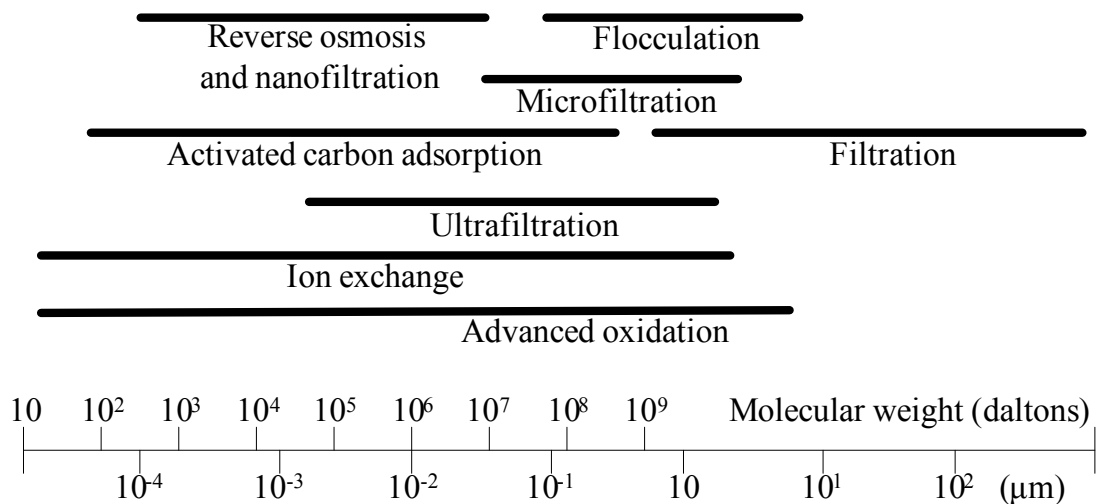 Reverse osmosis
and nanofiltration
Flocculation
Microfiltration
Activated carbon adsorption
Filtration
Ultrafiltration
Ion exchange
Advanced oxidation
10 10² 10³ 10⁴ 10⁵ 10⁶ 10⁷ 10⁸ 10⁹ Molecular weight (daltons)
10⁻⁴ 10⁻³ 10⁻² 10⁻¹ 10 10¹ 10² (μm)